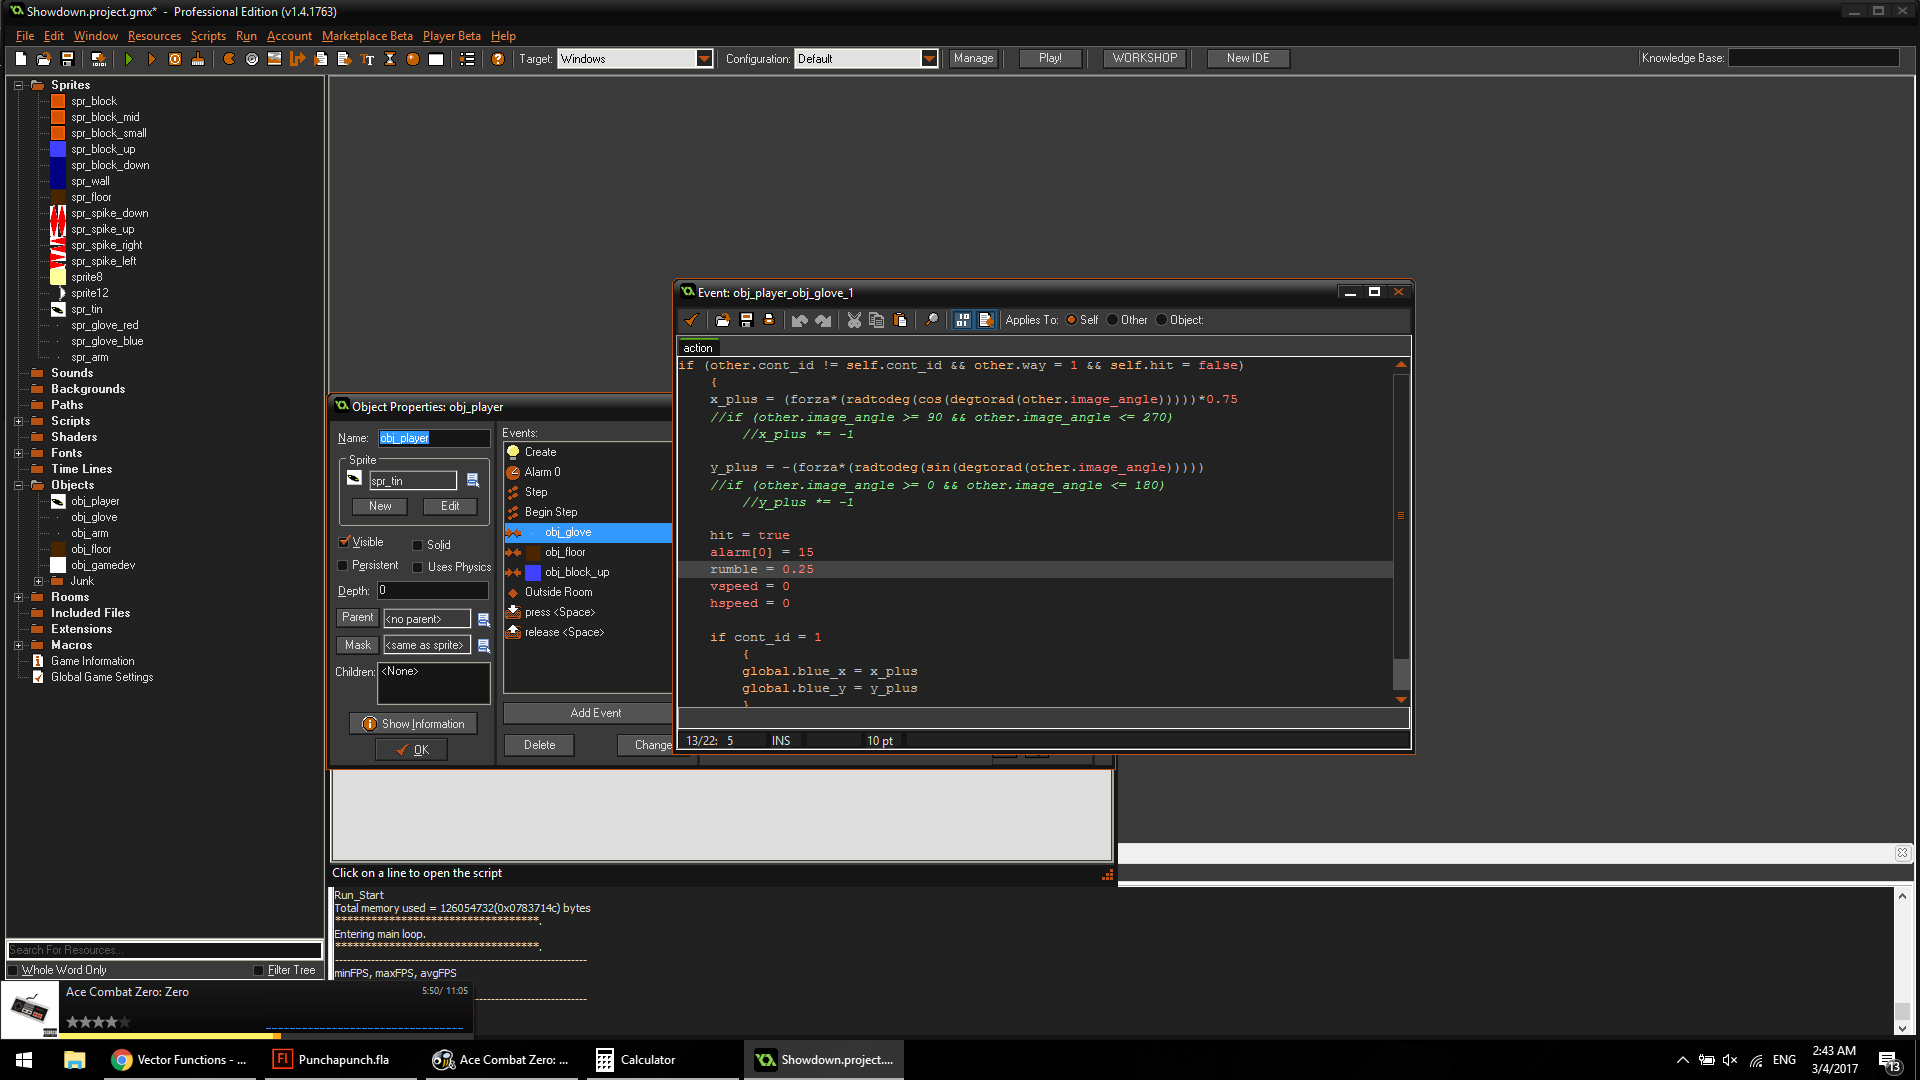 Showdown.project.gmx* - Professional Edition (v1.4.1763)
File Edit Window Resources Scripts Run Account Marketplace Beta Player Beta Help
Target: Windows Configuration: Default Manage Play! WORKSHOP New IDE Knowledge Base:
Sprites
spr_block
spr_block_mid
spr_block_small
spr_block_up
spr_block_down
spr_wall
spr_floor
spr_spike_down
spr_spike_up
spr_spike_right
spr_spike_left
sprite8
sprite12
spr_tin
spr_glove_red
spr_glove_blue
spr_arm
Sounds
Backgrounds
Paths
Scripts
Shaders
Fonts
Time Lines
Objects
obj_player
obj_glove
obj_arm
obj_floor
obj_gamedev
Junk
Rooms
Included Files
Extensions
Macros
Game Information
Global Game Settings
Search For Resources...
Whole Word Only Filter Tree
Object Properties: obj_player
Name: obj_player
Sprite
spr_tin
New Edit
Visible Solid
Persistent Uses Physics
Depth: 0
Parent <no parent>
Mask <same as sprite>
Children: <None>
Show Information
OK
Events:
Create
Alarm 0
Step
Begin Step
obj_glove
obj_floor
obj_block_up
Outside Room
press <Space>
release <Space>
Add Event
Delete Change
Event: obj_player_obj_glove_1
Applies To: Self Other Object:
action
if (other.cont_id != self.cont_id && other.way = 1 && self.hit = false)
{
x_plus = (forza*(radtodeg(cos(degtorad(other.image_angle)))))*0.75
//if (other.image_angle >= 90 && other.image_angle <= 270)
//x_plus *= -1
y_plus = -(forza*(radtodeg(sin(degtorad(other.image_angle)))))
//if (other.image_angle >= 0 && other.image_angle <= 180)
//y_plus *= -1
hit = true
alarm[0] = 15
rumble = 0.25
vspeed = 0
hspeed = 0
if cont_id = 1
{
global.blue_x = x_plus
global.blue_y = y_plus
}
13/22: 5 INS 10 pt
Click on a line to open the script
Run_Start
Total memory used = 126054732(0x0783714c) bytes
**********************************.
Entering main loop.
**********************************.
minFPS, maxFPS, avgFPS
Ace Combat Zero: Zero 5:50/ 11:05
Vector Functions - ... Punchapunch.fla Ace Combat Zero: ... Calculator Showdown.project....
ENG 2:43 AM
3/4/2017
13